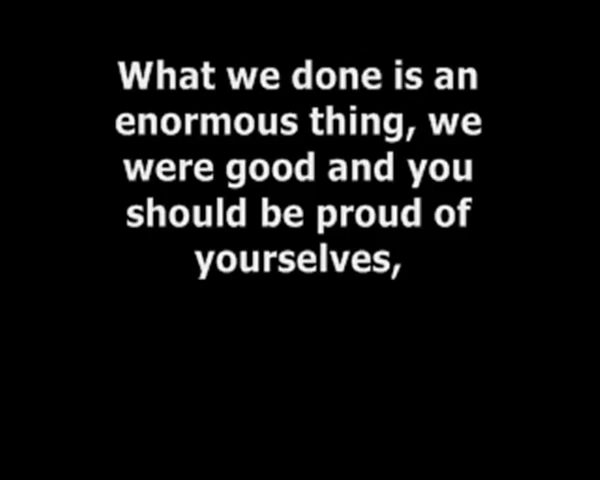 What we done is an
enormous thing, we
were good and you
should be proud of
yourselves,